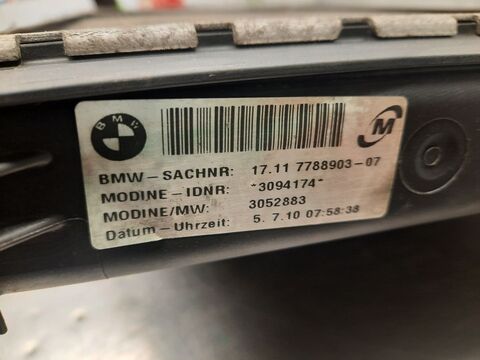 BMW
BMW-SACHNR: 17.11 7788903-07
MODINE-IDNR: *3094174*
MODINE/MW: 3052883
Datum-Uhrzeit: 5. 7.10 07:58:38